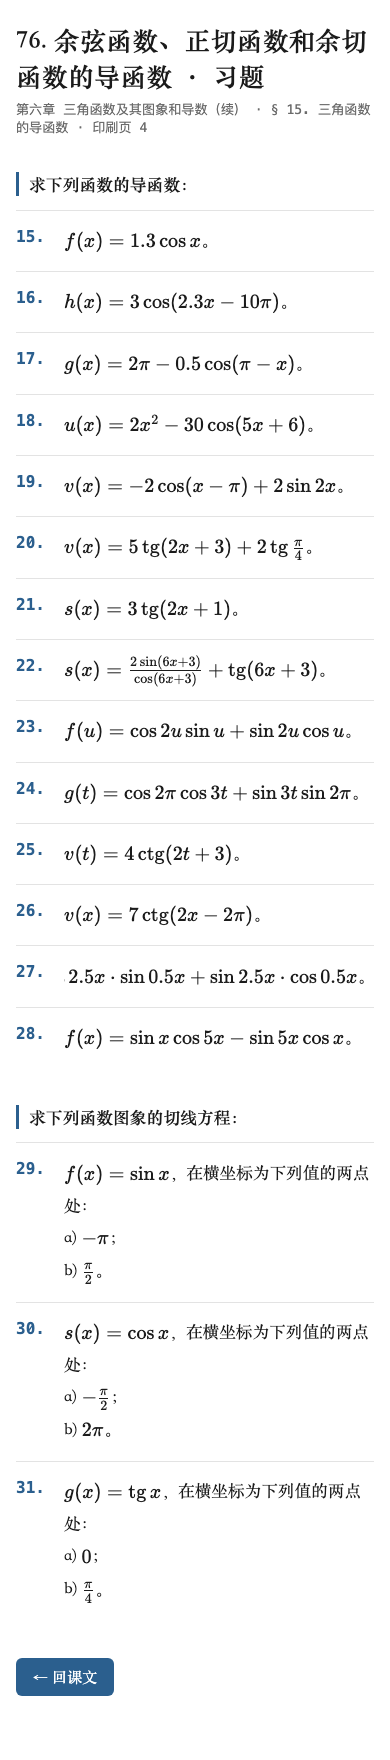 76. 余弦函数、正切函数和余切
函数的导函数 · 习题
第六章 三角函数及其图象和导数（续） · § 15. 三角函数
的导函数 · 印刷页 4
求下列函数的导函数：
15. f(x) = 1.3 cos x。
16. h(x) = 3 cos(2.3x − 10π)。
17. g(x) = 2π − 0.5 cos(π − x)。
18. u(x) = 2x² − 30 cos(5x + 6)。
19. v(x) = −2 cos(x − π) + 2 sin 2x。
20. v(x) = 5 tg(2x + 3) + 2 tg π/4。
21. s(x) = 3 tg(2x + 1)。
22. s(x) = 2 sin(6x+3)/cos(6x+3) + tg(6x + 3)。
23. f(u) = cos 2u sin u + sin 2u cos u。
24. g(t) = cos 2π cos 3t + sin 3t sin 2π。
25. v(t) = 4 ctg(2t + 3)。
26. v(x) = 7 ctg(2x − 2π)。
27. 2.5x · sin 0.5x + sin 2.5x · cos 0.5x。
28. f(x) = sin x cos 5x − sin 5x cos x。
求下列函数图象的切线方程：
29. f(x) = sin x，在横坐标为下列值的两点
处：
a) −π；
b) π/2。
30. s(x) = cos x，在横坐标为下列值的两点
处：
a) −π/2；
b) 2π。
31. g(x) = tg x，在横坐标为下列值的两点
处：
a) 0；
b) π/4。
← 回课文